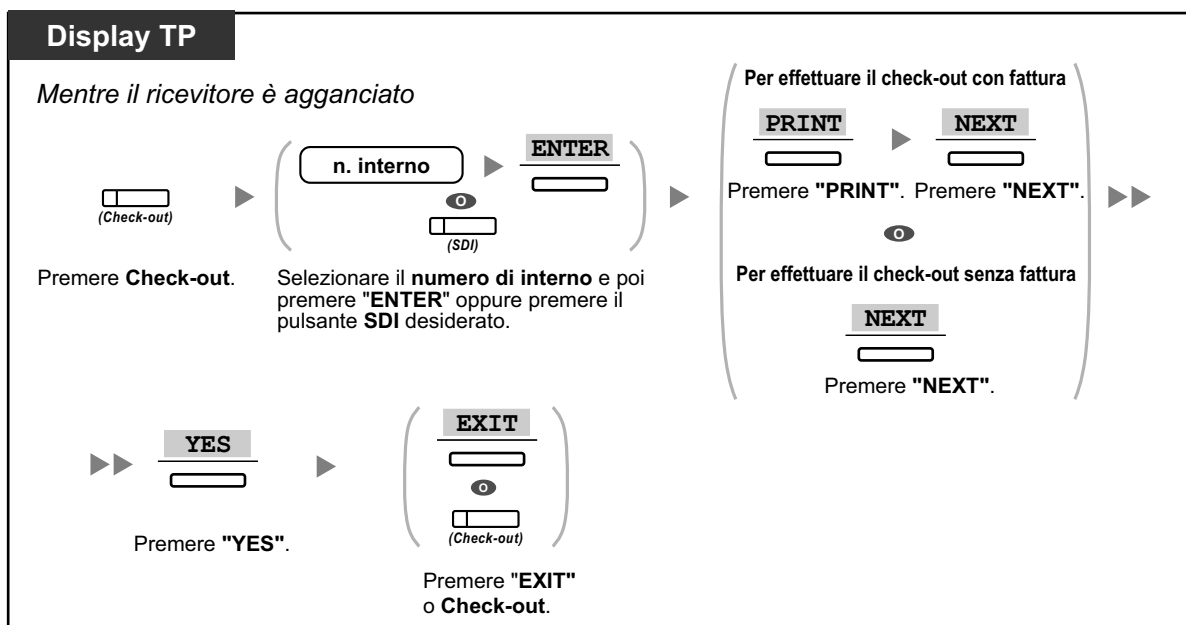 Display TP
Mentre il ricevitore è agganciato
(Check-out)
Premere Check-out.
n. interno
ENTER
O
(SDI)
Selezionare il numero di interno e poi
premere "ENTER" oppure premere il
pulsante SDI desiderato.
Per effettuare il check-out con fattura
PRINT
NEXT
Premere "PRINT". Premere "NEXT".
O
Per effettuare il check-out senza fattura
NEXT
Premere "NEXT".
YES
Premere "YES".
EXIT
O
(Check-out)
Premere "EXIT"
o Check-out.